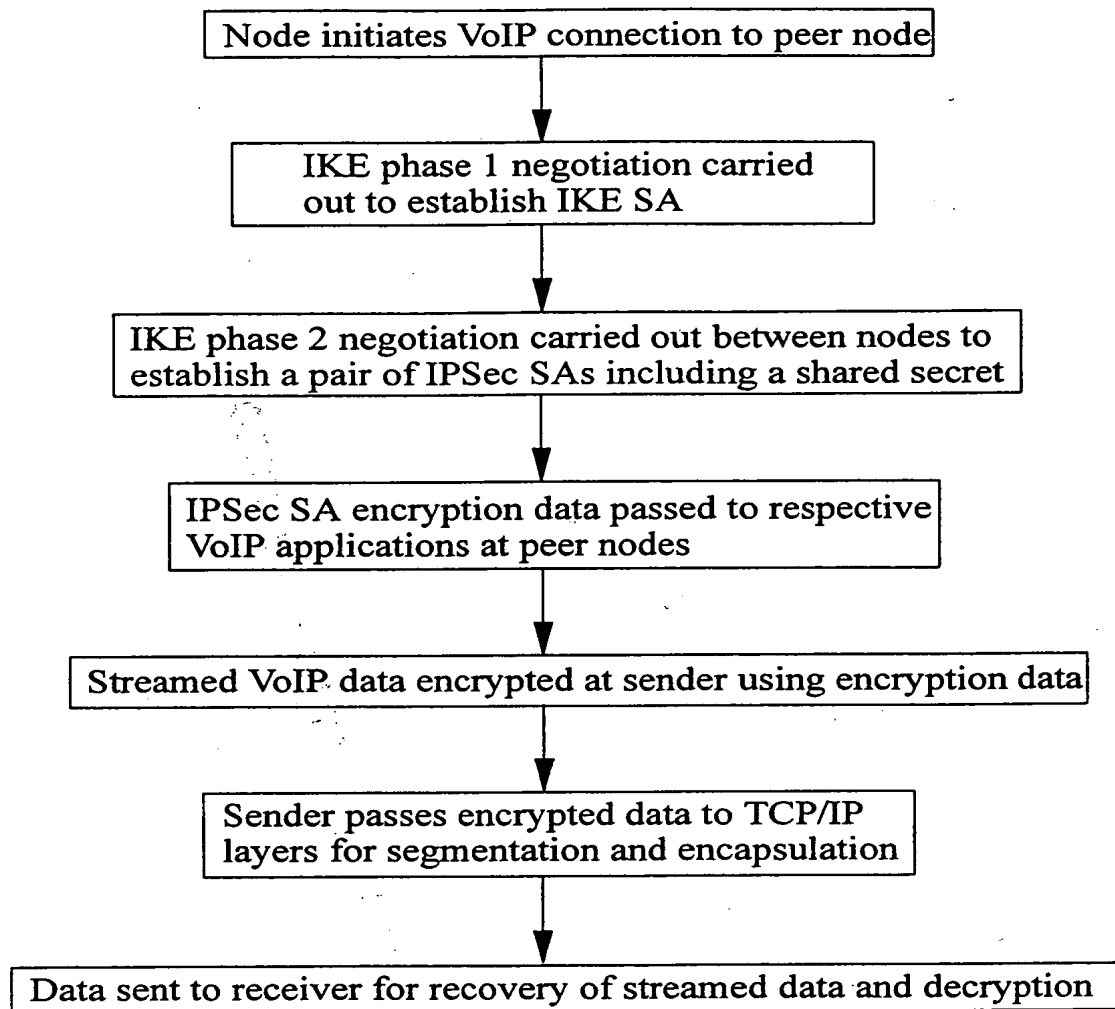 Node initiates VoIP connection to peer node
IKE phase 1 negotiation carried
out to establish IKE SA
IKE phase 2 negotiation carried out between nodes to
establish a pair of IPSec SAs including a shared secret
IPSec SA encryption data passed to respective
VoIP applications at peer nodes
Streamed VoIP data encrypted at sender using encryption data
Sender passes encrypted data to TCP/IP
layers for segmentation and encapsulation
Data sent to receiver for recovery of streamed data and decryption